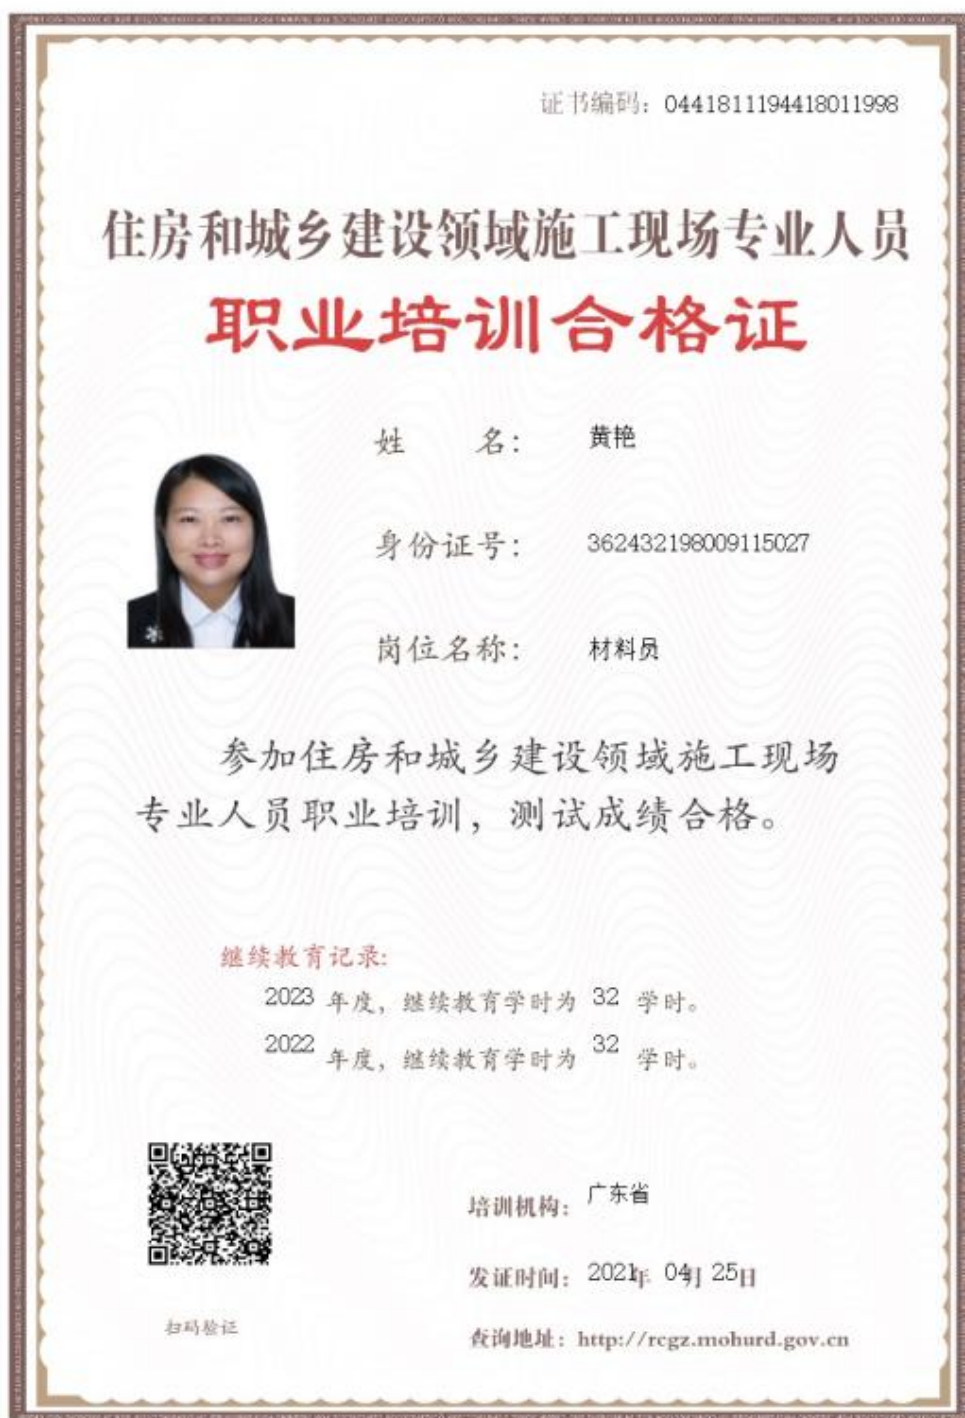 证书编码：0441811194418011998
住房和城乡建设领域施工现场专业人员
职业培训合格证
姓 名： 黄艳
身份证号： 362432198009115027
岗位名称： 材料员
参加住房和城乡建设领域施工现场
专业人员职业培训，测试成绩合格。
继续教育记录:
2023 年度，继续教育学时为 32 学时。
2022 年度，继续教育学时为 32 学时。
培训机构： 广东省
发证时间： 2021年 04月 25日
扫码验证
查询地址：http://rcgz.mohurd.gov.cn